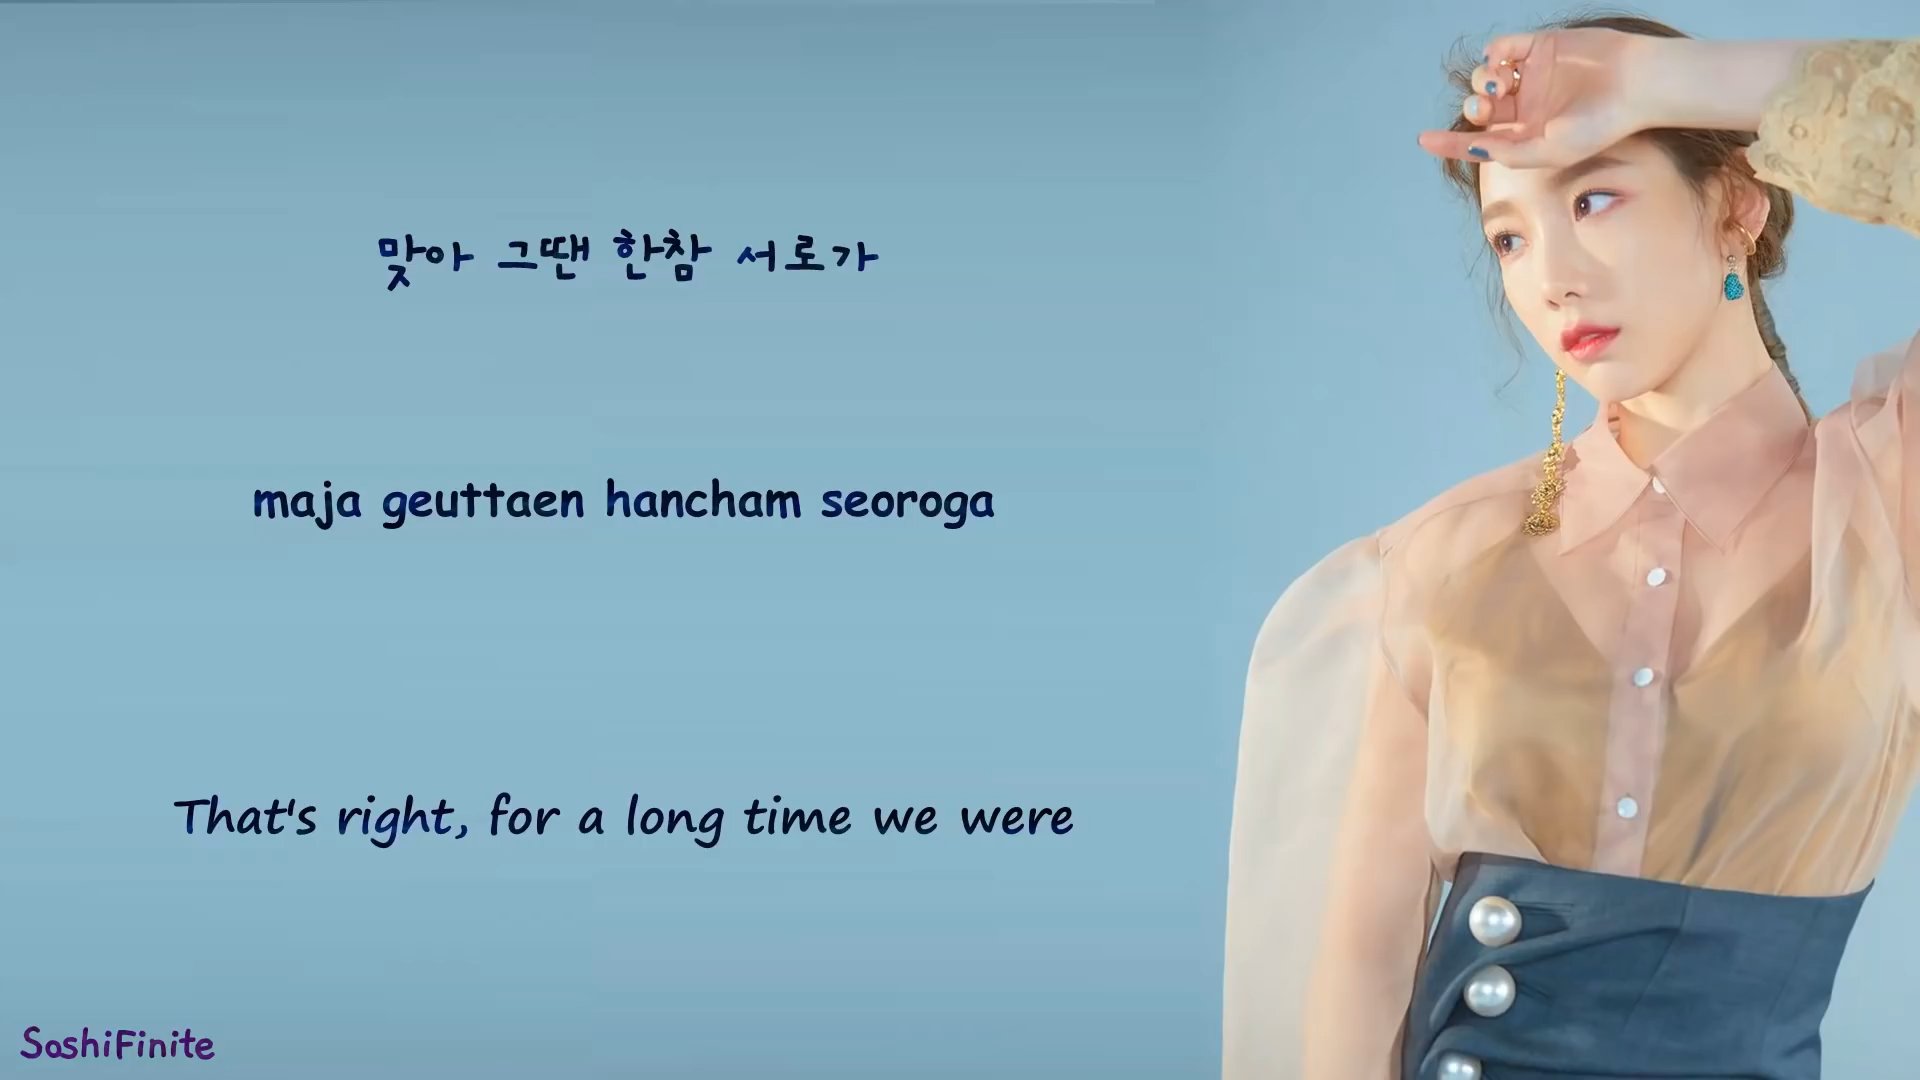 맞아 그땐 한참 서로가
maja geuttaen hancham seoroga
That's right, for a long time we were
SoshiFinite